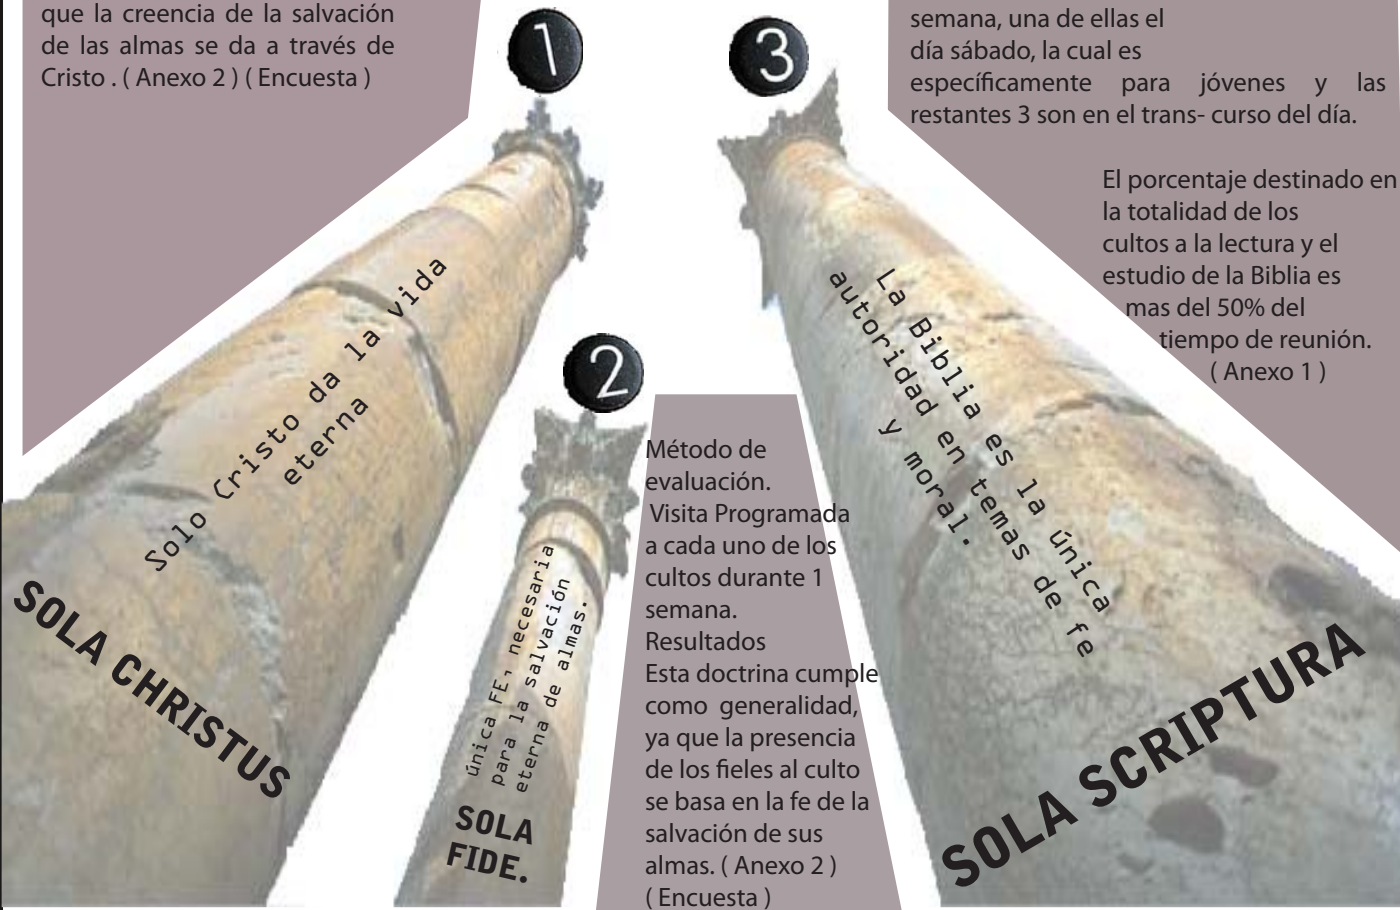 que la creencia de la salvación
de las almas se da a través de
Cristo . ( Anexo 2 ) ( Encuesta )
1
Solo Cristo da la vida
eterna
SOLA CHRISTUS
2
única FE, necesaria
para la salvación
eterna de almas.
SOLA
FIDE.
Método de
evaluación.
Visita Programada
a cada uno de los
cultos durante 1
semana.
Resultados
Esta doctrina cumple
como generalidad,
ya que la presencia
de los fieles al culto
se basa en la fe de la
salvación de sus
almas. ( Anexo 2 )
( Encuesta )
3
La Biblia es la única
autoridad en temas de fe
y moral.
SOLA SCRIPTURA
semana, una de ellas el
día sábado, la cual es
específicamente para jóvenes y las
restantes 3 son en el trans- curso del día.
El porcentaje destinado en
la totalidad de los
cultos a la lectura y el
estudio de la Biblia es
mas del 50% del
tiempo de reunión.
( Anexo 1 )